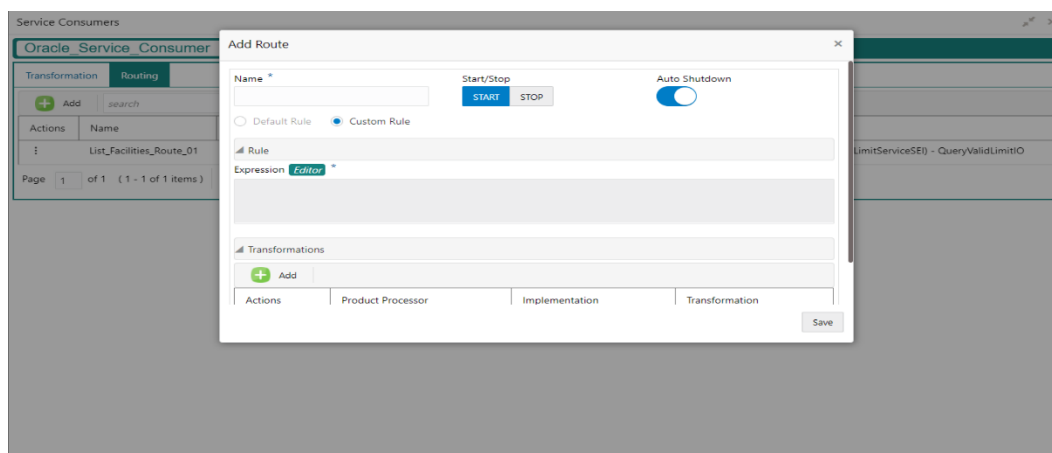 Service Consumers
Oracle_Service_Consumer
Transformation Routing
Add search
Actions Name
List_Facilities_Route_01
LimitServiceSEI) - QueryValidLimitIO
Page 1 of 1 (1 - 1 of 1 items)
Add Route
Name * Start/Stop Auto Shutdown
START STOP
Default Rule Custom Rule
Rule
Expression Editor *
Transformations
Add
Actions Product Processor Implementation Transformation
Save